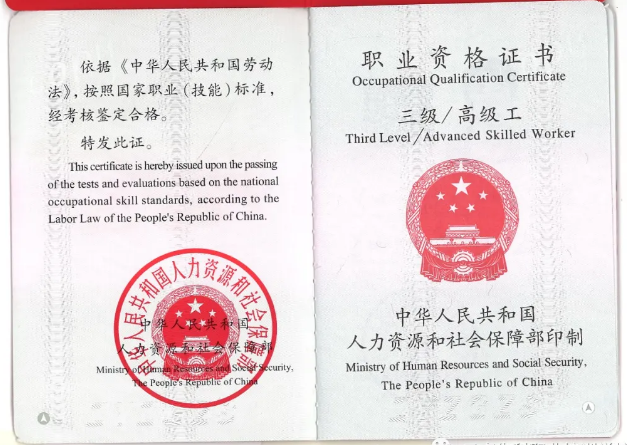 依据《中华人民共和国劳动
法》，按照国家职业（技能）标准，
经考核鉴定合格。
特发此证。
This certificate is hereby issued upon the passing
of the tests and evaluations based on the national
occupational skill standards, according to the
Labor Law of the People's Republic of China.
中华人民共和国人力资源和社会保障部
中华人民共和国
人力资源和社会保障部
Ministry of Human Resources and Social Security,
The People's Republic of China
职业资格证书
Occupational Qualification Certificate
三级/高级工
Third Level/Advanced Skilled Worker
中华人民共和国
人力资源和社会保障部印制
Ministry of Human Resources and Social Security,
The People's Republic of China